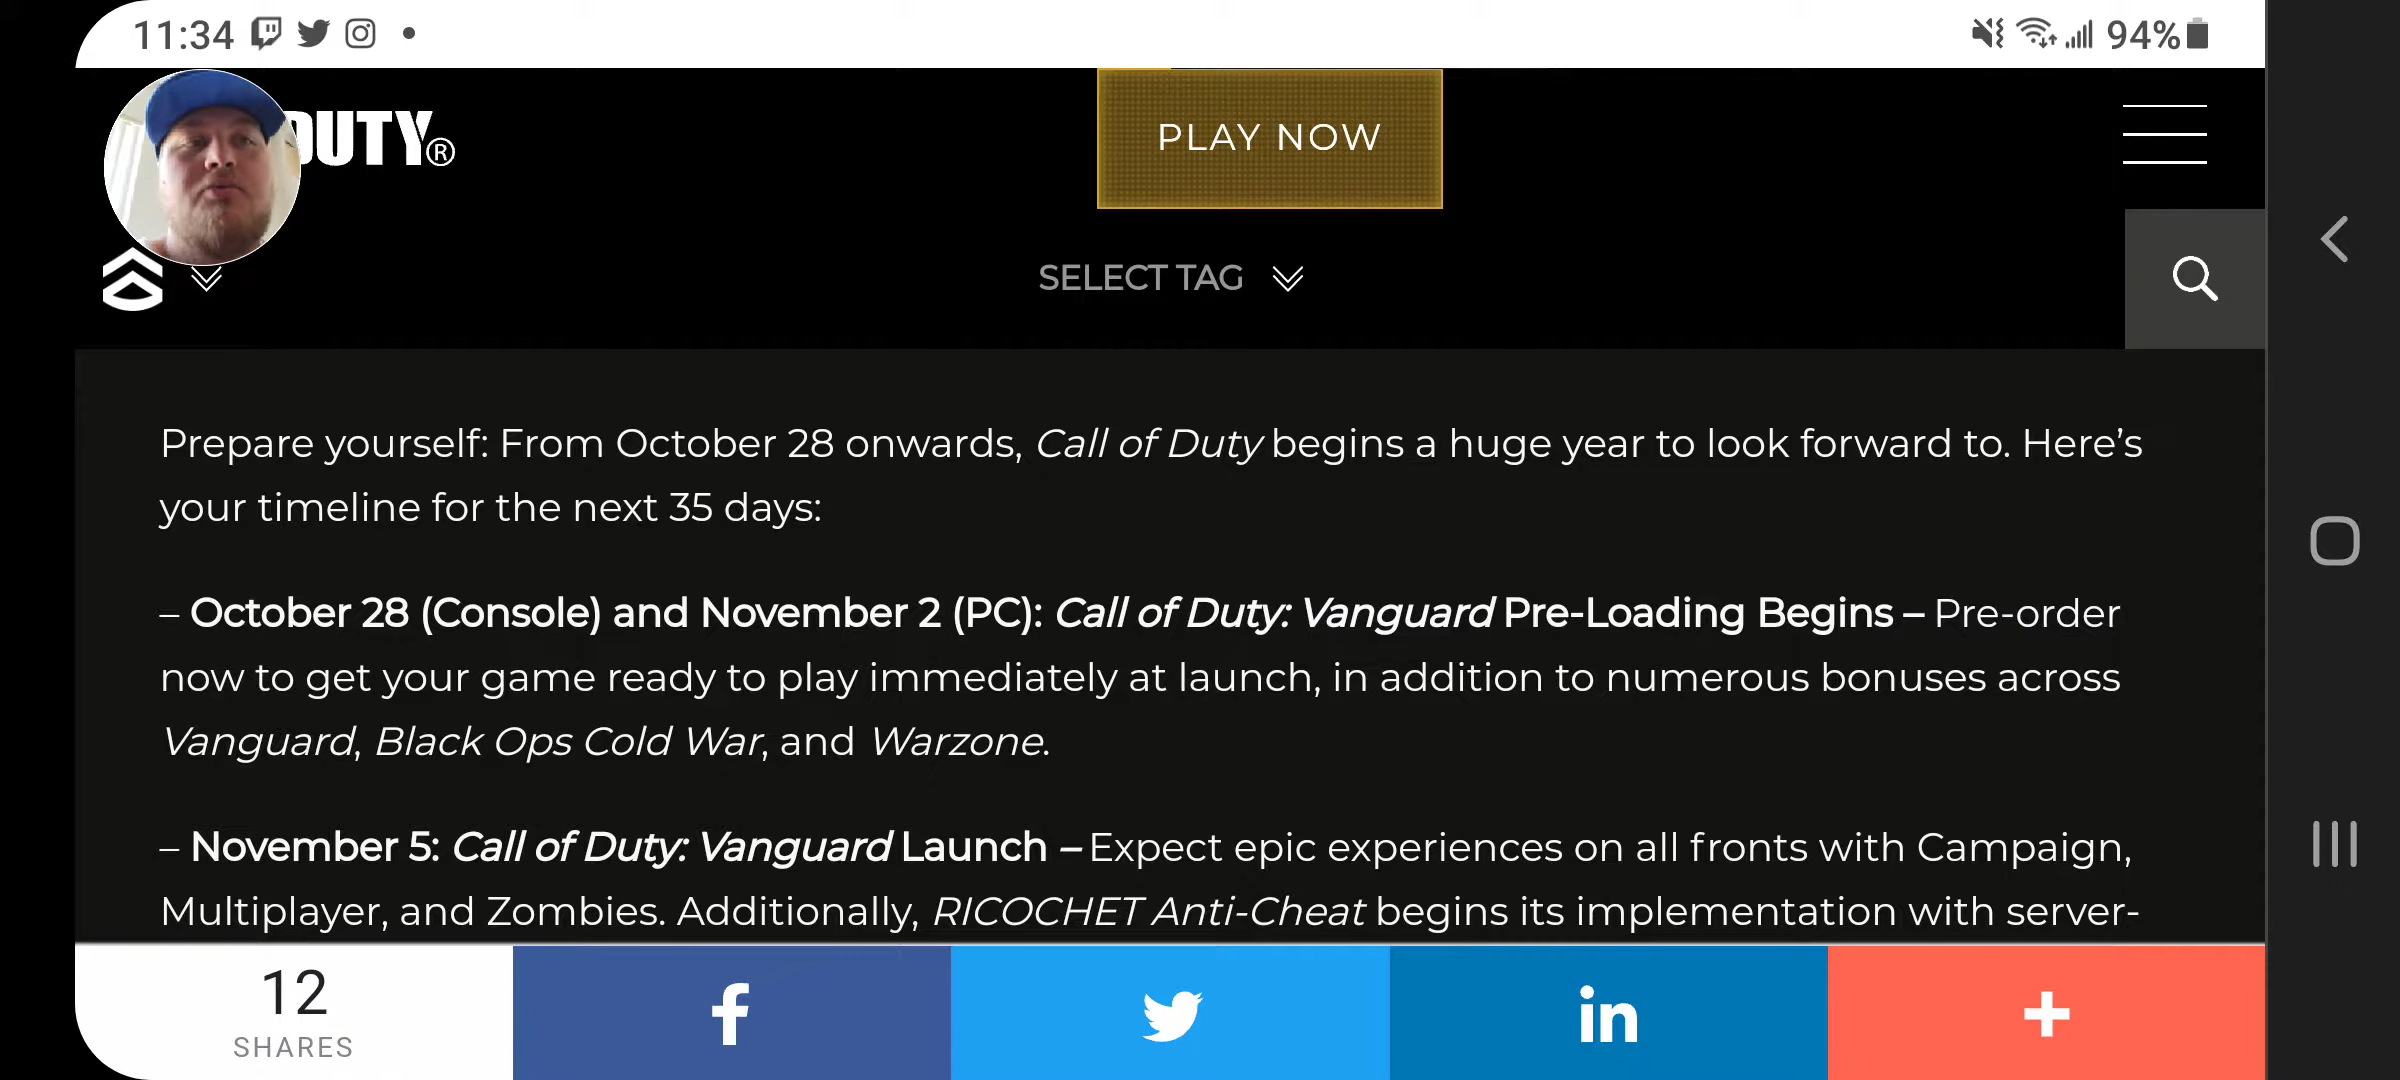 11:34
94%
DUTY®
PLAY NOW
SELECT TAG
Prepare yourself: From October 28 onwards, Call of Duty begins a huge year to look forward to. Here’s
your timeline for the next 35 days:
– October 28 (Console) and November 2 (PC): Call of Duty: Vanguard Pre-Loading Begins – Pre-order
now to get your game ready to play immediately at launch, in addition to numerous bonuses across
Vanguard, Black Ops Cold War, and Warzone.
– November 5: Call of Duty: Vanguard Launch – Expect epic experiences on all fronts with Campaign,
Multiplayer, and Zombies. Additionally, RICOCHET Anti-Cheat begins its implementation with server-
12
SHARES